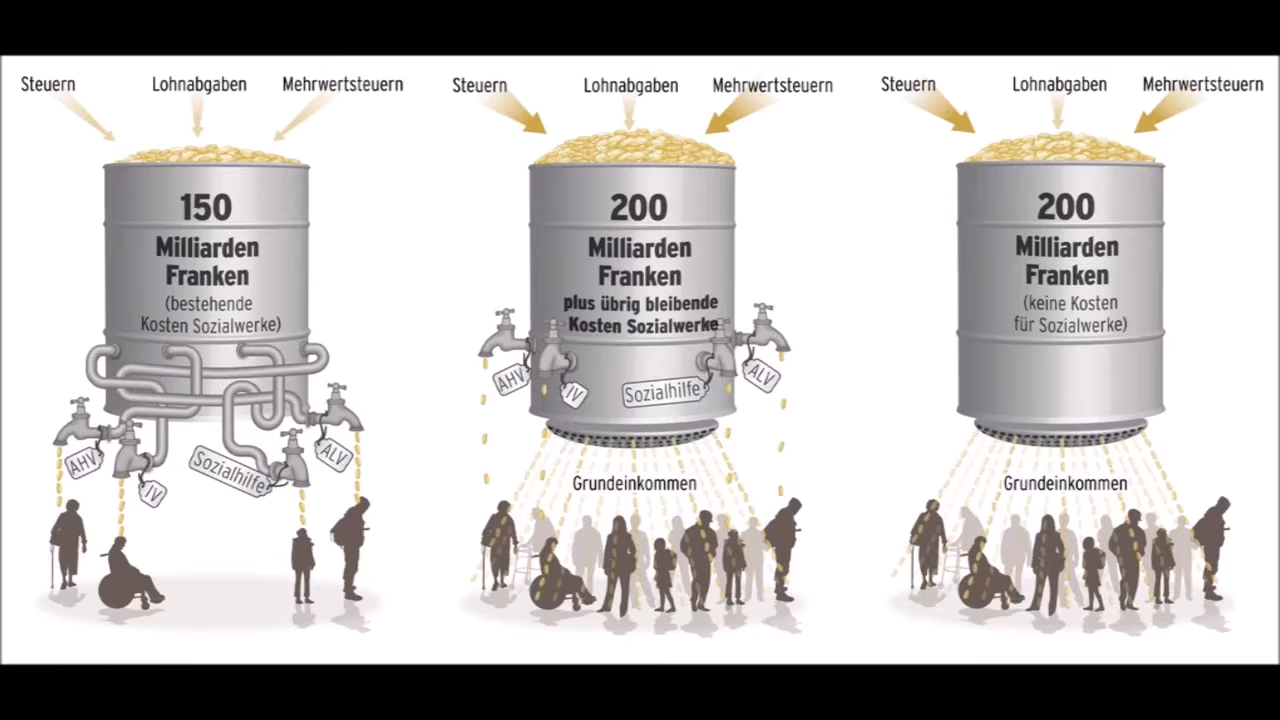 Steuern
Lohnabgaben
Mehrwertsteuern
150
Milliarden
Franken
(bestehende
Kosten Sozialwerke)
AHV
IV
Sozialhilfe
ALV
Steuern
Lohnabgaben
Mehrwertsteuern
200
Milliarden
Franken
plus übrig bleibende
Kosten Sozialwerke
AHV
IV
Sozialhilfe
ALV
Grundeinkommen
Steuern
Lohnabgaben
Mehrwertsteuern
200
Milliarden
Franken
(keine Kosten
für Sozialwerke)
Grundeinkommen